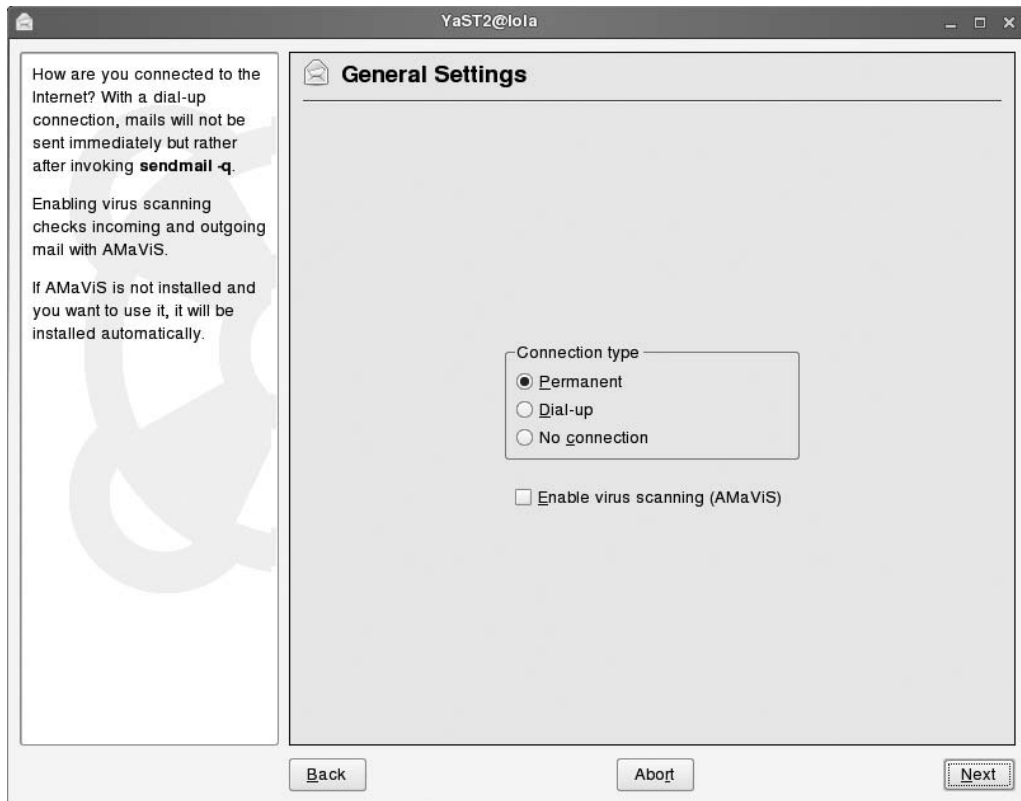 YaST2@lola
How are you connected to the
Internet? With a dial-up
connection, mails will not be
sent immediately but rather
after invoking sendmail -q.
Enabling virus scanning
checks incoming and outgoing
mail with AMaViS.
If AMaViS is not installed and
you want to use it, it will be
installed automatically.
General Settings
Connection type
Permanent
Dial-up
No connection
Enable virus scanning (AMaViS)
Back
Abort
Next